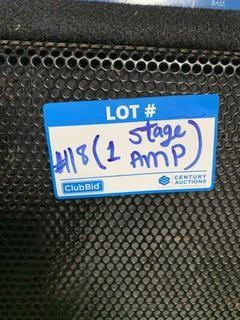 BASS
LOT #
#118 (1 Stage AMP)
ClubBid
CENTURY AUCTIONS